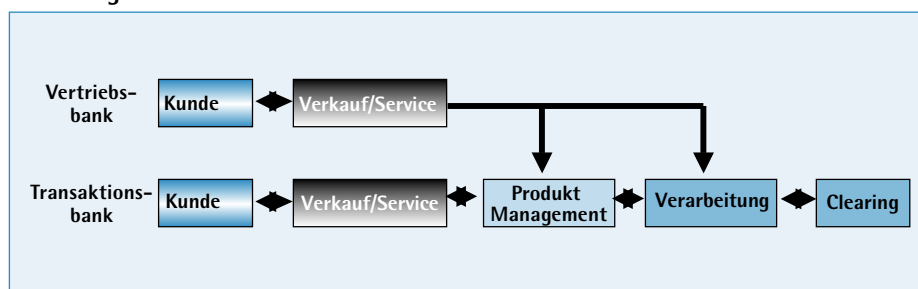 Vertriebs-
bank
Kunde
Verkauf/Service
Transaktions-
bank
Kunde
Verkauf/Service
Produkt
Management
Verarbeitung
Clearing